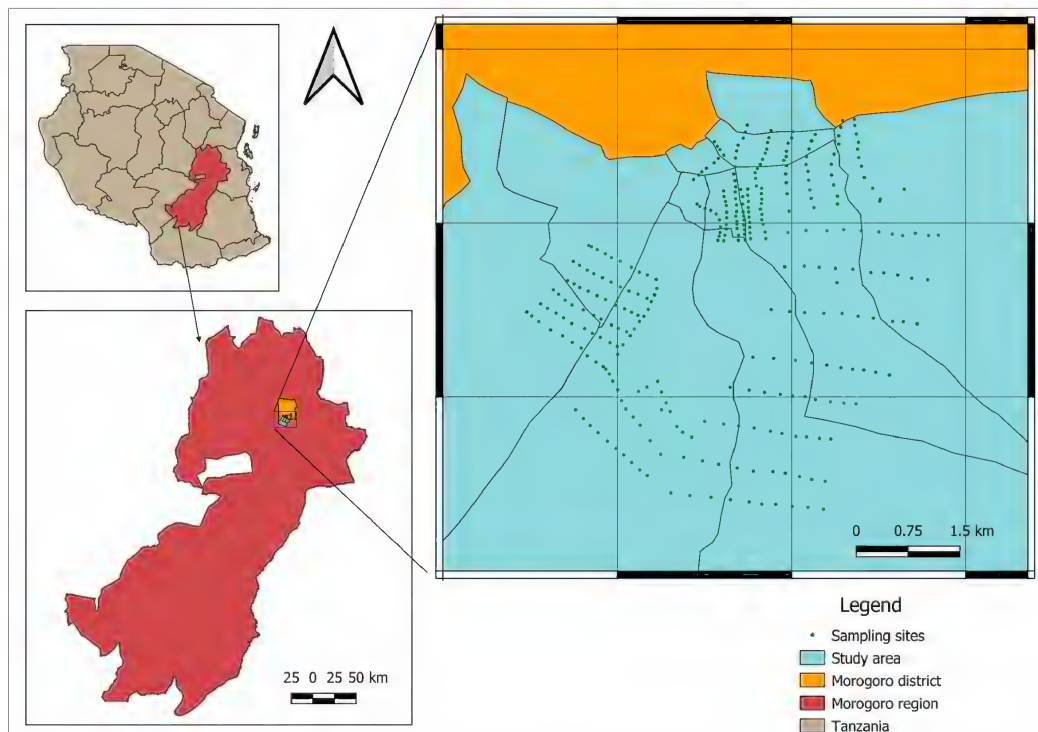 0 0.75 1.5 km
25 0 25 50 km
Legend
Sampling sites
Study area
Morogoro district
Morogoro region
Tanzania